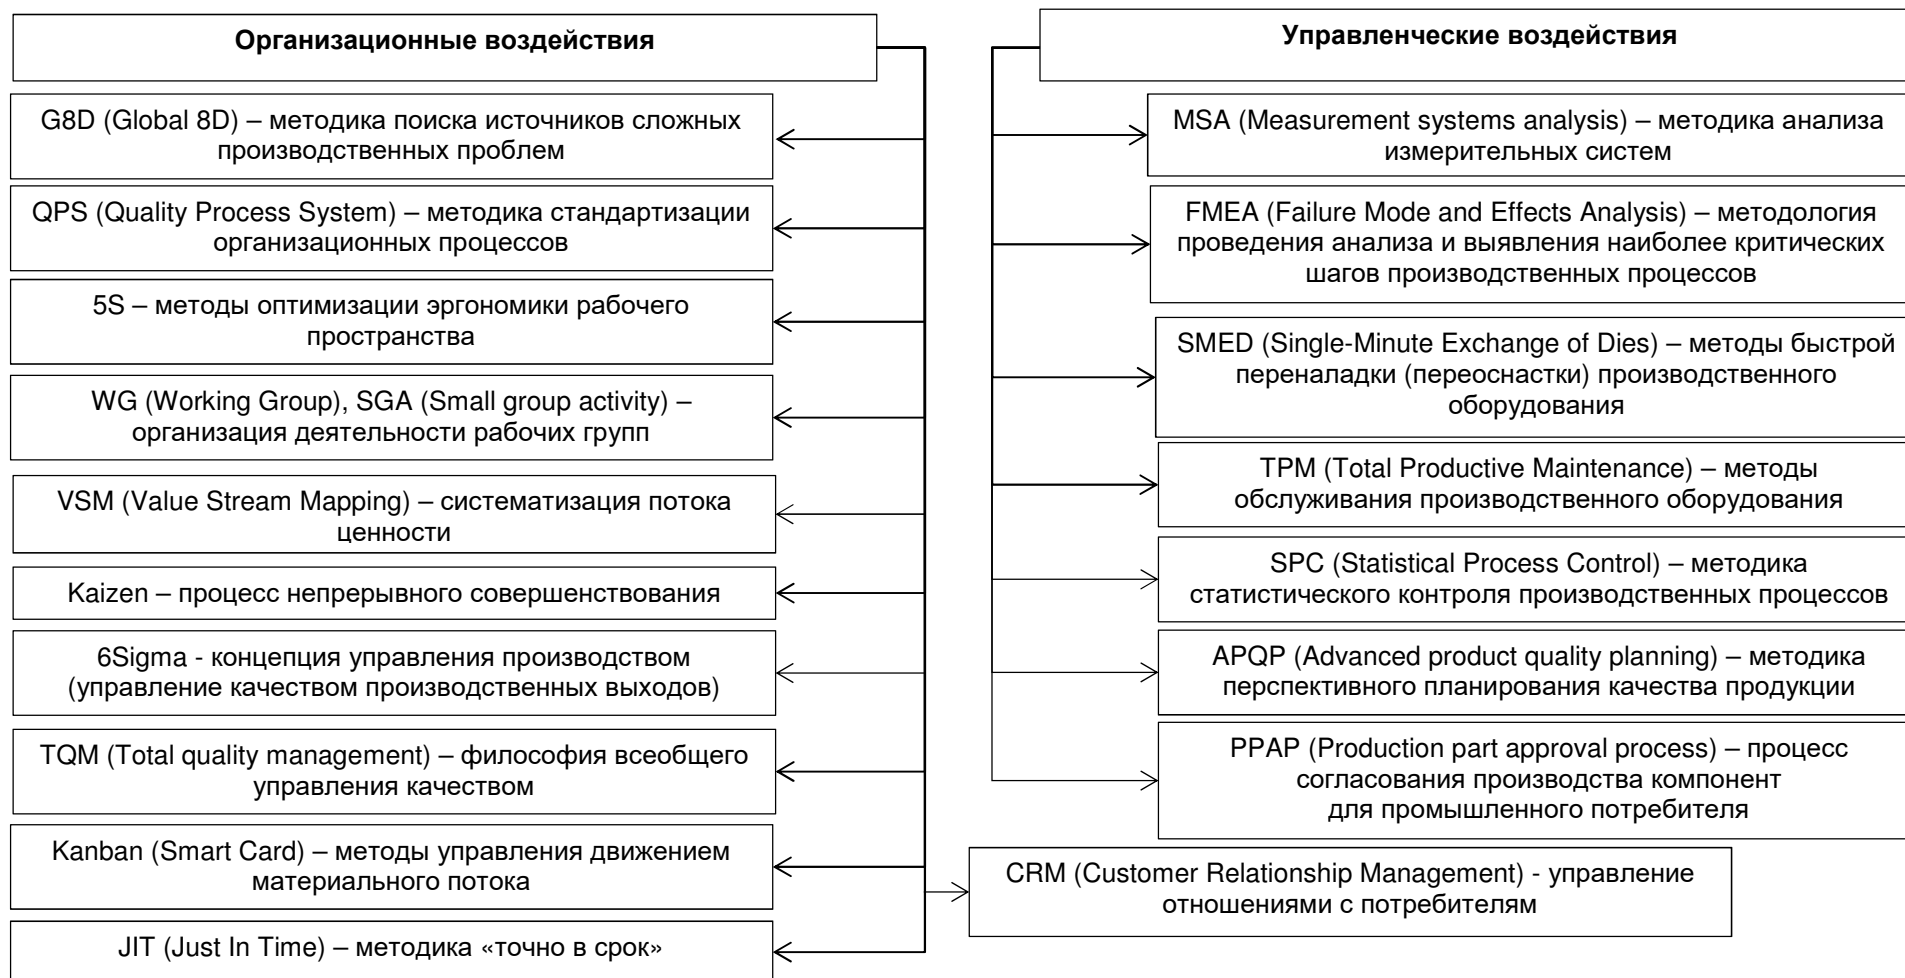 Организационные воздействия
G8D (Global 8D) – методика поиска источников сложных
производственных проблем
QPS (Quality Process System) – методика стандартизации
организационных процессов
5S – методы оптимизации эргономики рабочего
пространства
WG (Working Group), SGA (Small group activity) –
организация деятельности рабочих групп
VSM (Value Stream Mapping) – систематизация потока
ценности
Kaizen – процесс непрерывного совершенствования
6Sigma - концепция управления производством
(управление качеством производственных выходов)
TQM (Total quality management) – философия всеобщего
управления качеством
Kanban (Smart Card) – методы управления движением
материального потока
JIT (Just In Time) – методика «точно в срок»
Управленческие воздействия
MSA (Measurement systems analysis) – методика анализа
измерительных систем
FMEA (Failure Mode and Effects Analysis) – методология
проведения анализа и выявления наиболее критических
шагов производственных процессов
SMED (Single-Minute Exchange of Dies) – методы быстрой
переналадки (переоснастки) производственного
оборудования
TPM (Total Productive Maintenance) – методы
обслуживания производственного оборудования
SPC (Statistical Process Control) – методика
статистического контроля производственных процессов
APQP (Advanced product quality planning) – методика
перспективного планирования качества продукции
PPAP (Production part approval process) – процесс
согласования производства компонент
для промышленного потребителя
CRM (Customer Relationship Management) - управление
отношениями с потребителям